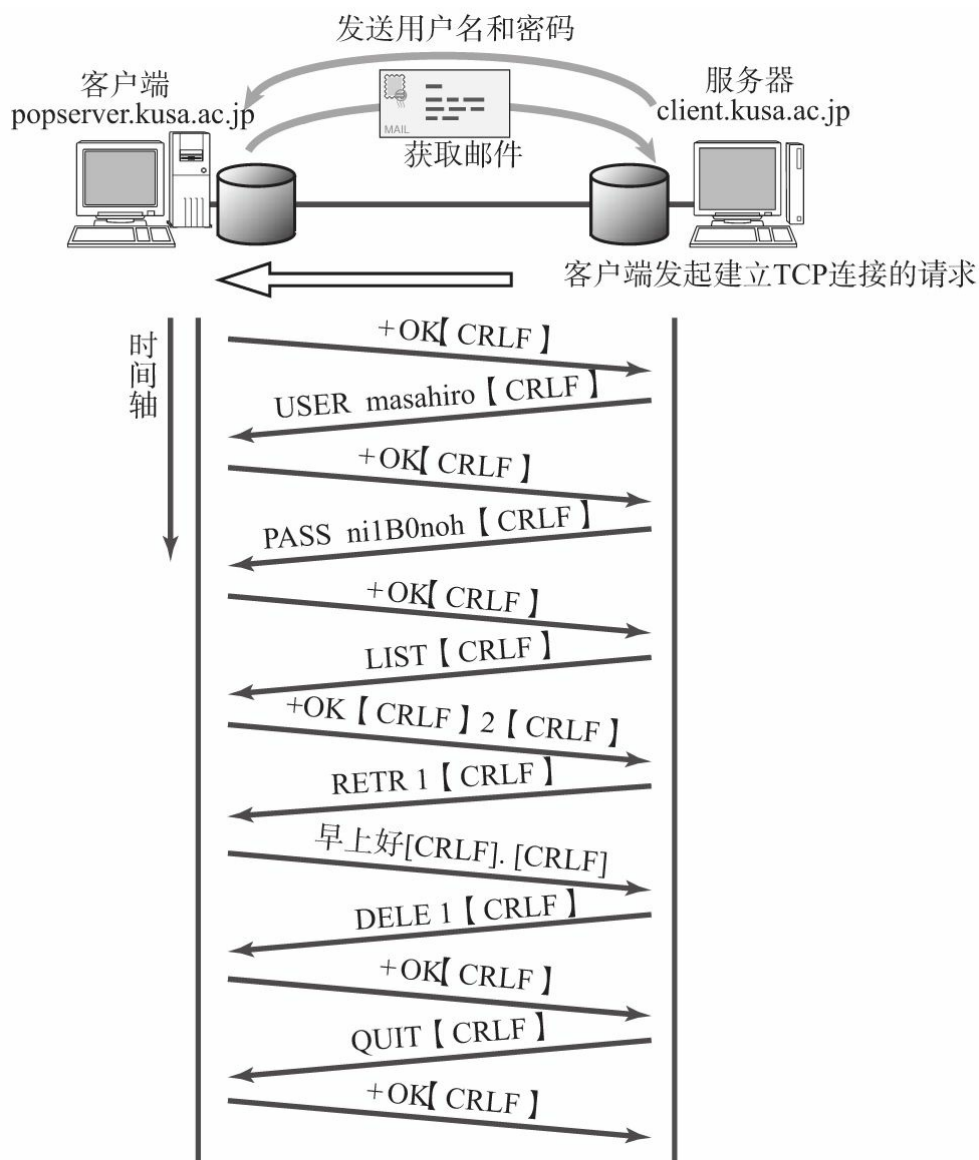 发送用户名和密码
客户端
popserver.kusa.ac.jp
服务器
client.kusa.ac.jp
MAIL
获取邮件
客户端发起建立TCP连接的请求
时间轴
+OK【CRLF】
USER masahiro【CRLF】
+OK【CRLF】
PASS ni1B0noh【CRLF】
+OK【CRLF】
LIST【CRLF】
+OK【CRLF】2【CRLF】
RETR 1【CRLF】
早上好[CRLF]. [CRLF]
DELE 1【CRLF】
+OK【CRLF】
QUIT【CRLF】
+OK【CRLF】